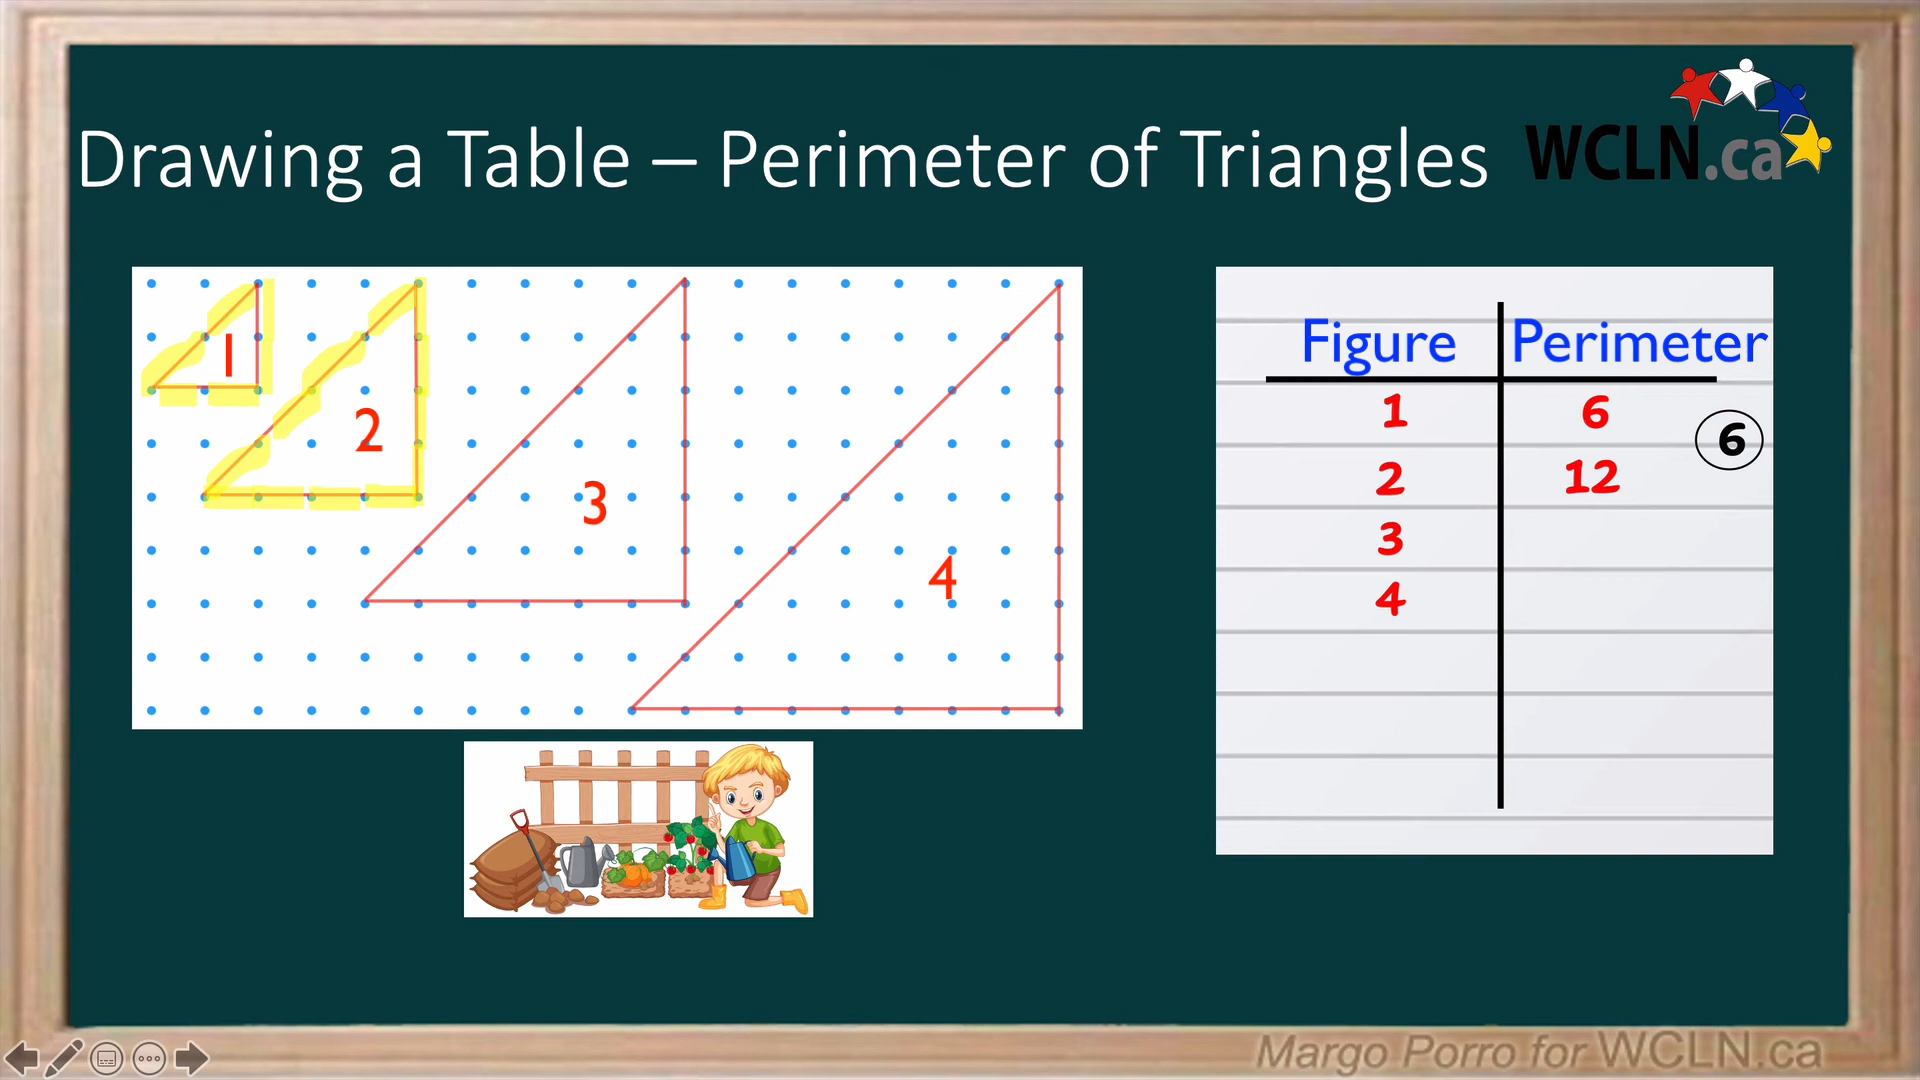 Drawing a Table – Perimeter of Triangles
WCLN.ca
1
2
3
4
Figure Perimeter
1 6
6
2 12
3
4
Margo Porro for WCLN.ca